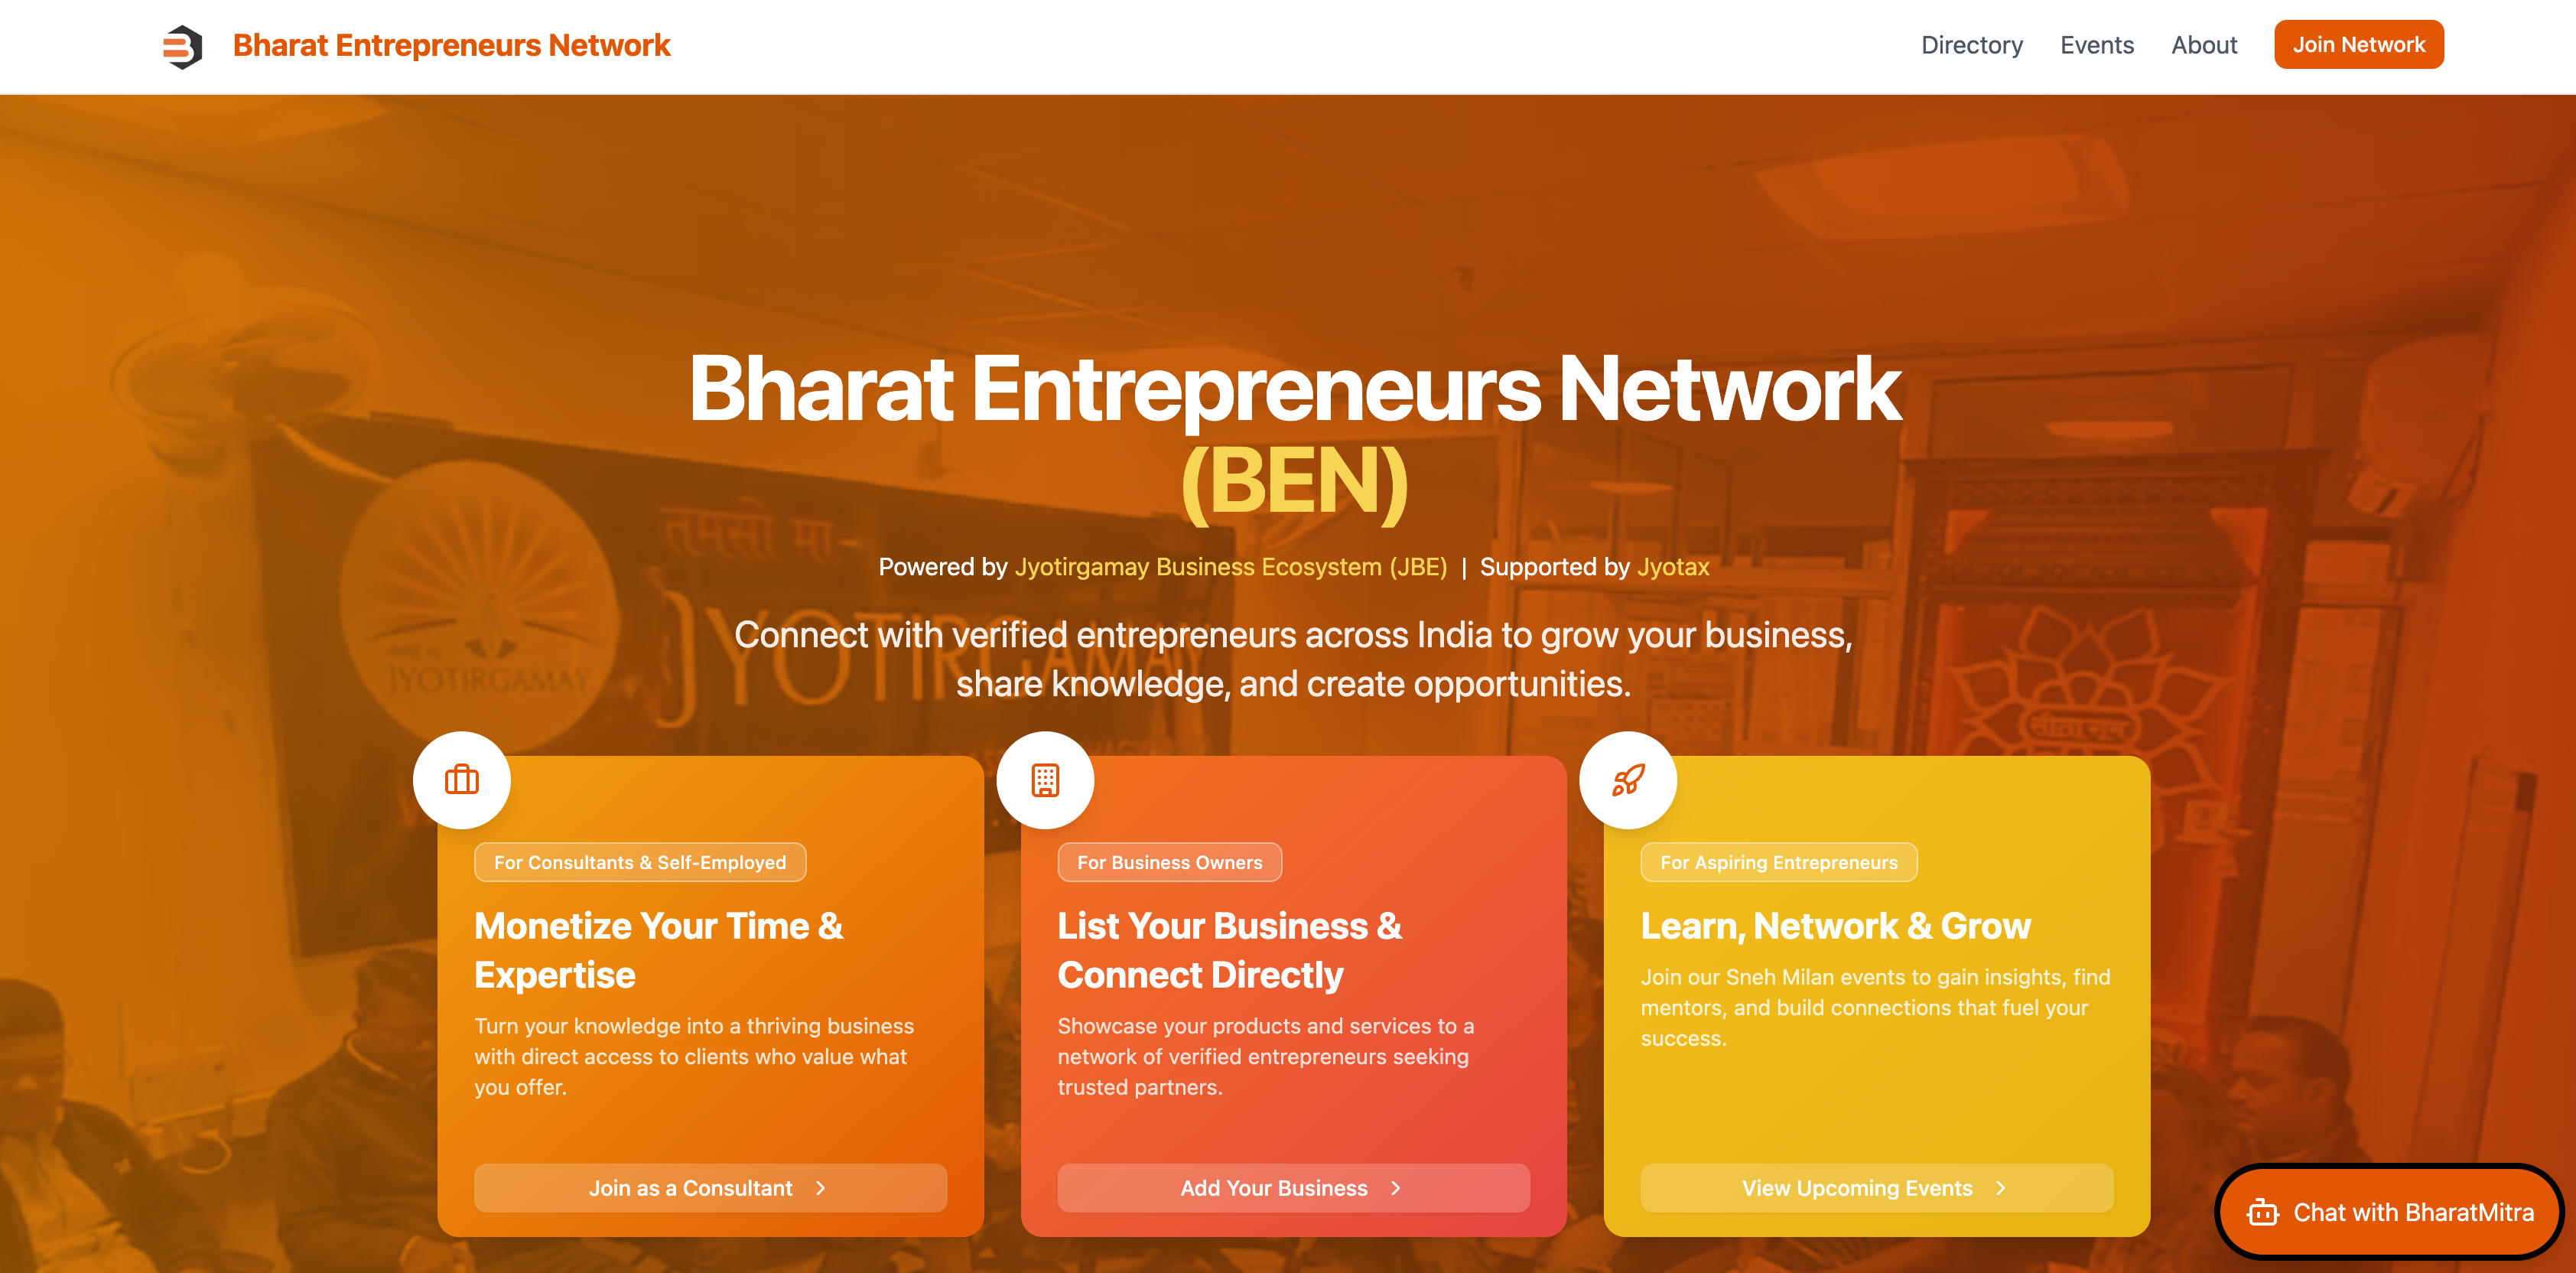 Bharat Entrepreneurs Network
Directory Events About Join Network
Bharat Entrepreneurs Network
(BEN)
Powered by Jyotirgamay Business Ecosystem (JBE) | Supported by Jyotax
Connect with verified entrepreneurs across India to grow your business,
share knowledge, and create opportunities.
तमसो मा
JYOTIRGAMAY
JYOTIRGAMAY
For Consultants & Self-Employed
Monetize Your Time &
Expertise
Turn your knowledge into a thriving business
with direct access to clients who value what
you offer.
Join as a Consultant
For Business Owners
List Your Business &
Connect Directly
Showcase your products and services to a
network of verified entrepreneurs seeking
trusted partners.
Add Your Business
For Aspiring Entrepreneurs
Learn, Network & Grow
Join our Sneh Milan events to gain insights, find
mentors, and build connections that fuel your
success.
View Upcoming Events
Chat with BharatMitra